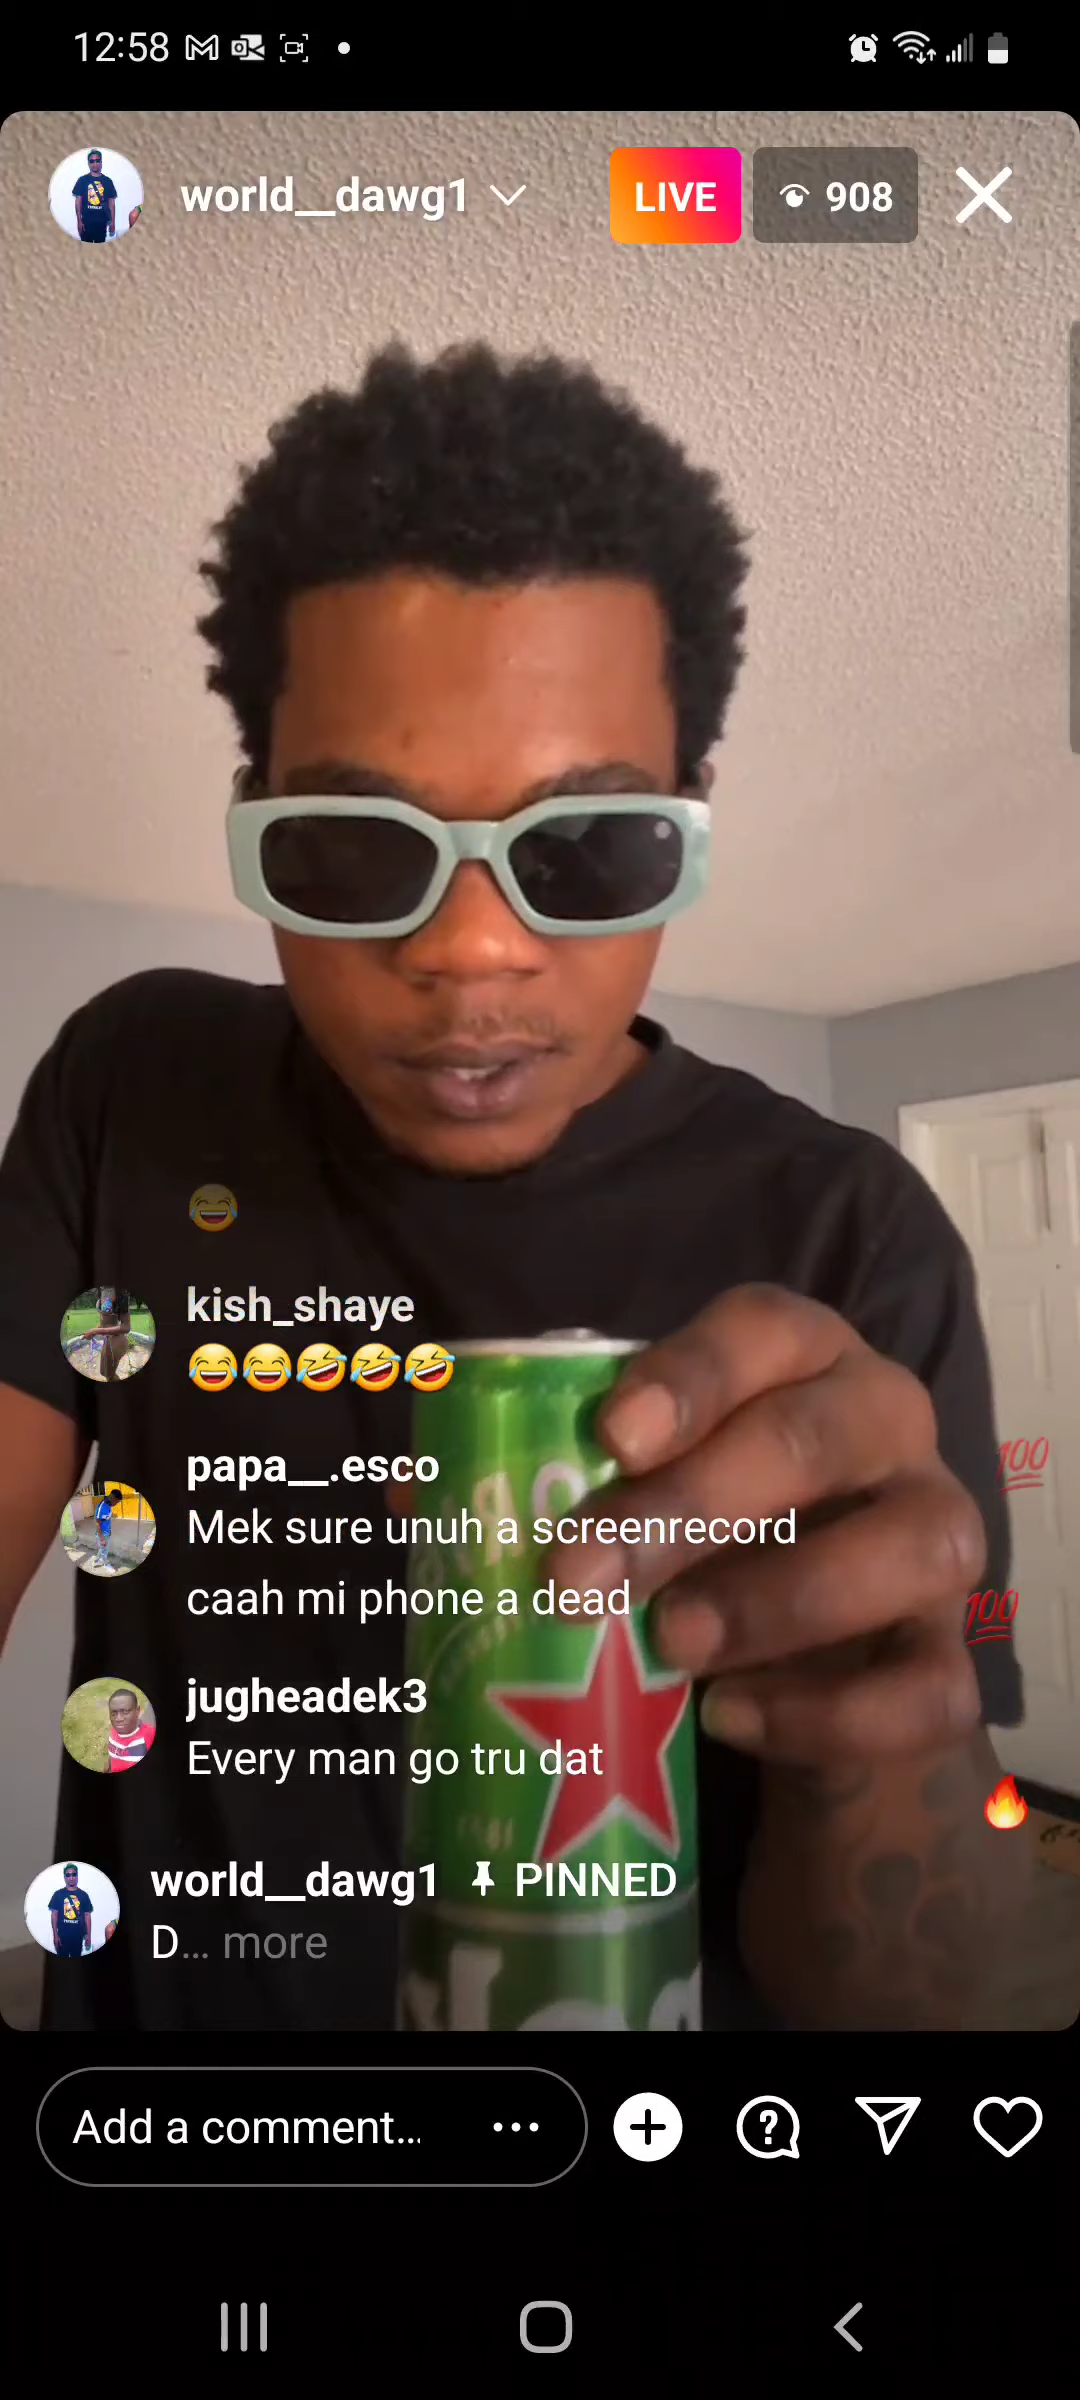 12:58
world__dawg1
LIVE
908
😂
kish_shaye
😂😂🤣🤣🤣
papa__.esco
Mek sure unuh a screenrecord
caah mi phone a dead
jugheadek3
Every man go tru dat
world__dawg1 PINNED
D... more
Add a comment...